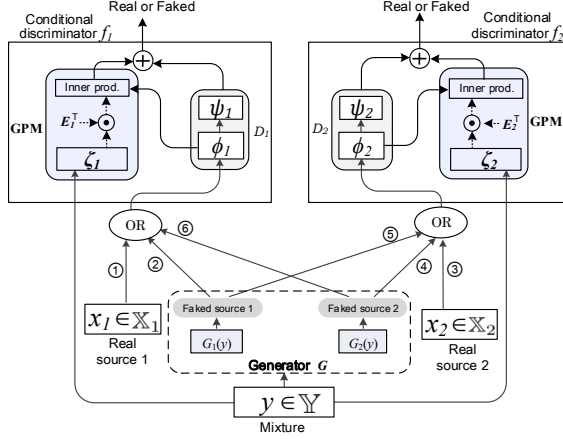 Real or Faked
Real or Faked
Conditional
discriminator f₁
Conditional
discriminator f₂
+
+
Inner prod.
ψ₁
ψ₂
Inner prod.
GPM
E₁ᵀ
D₁
D₂
E₂ᵀ
GPM
ζ₁
ϕ₁
ϕ₂
ζ₂
OR
OR
⑥
⑤
①
②
④
③
x₁ ∈ 𝕏₁
Real
source 1
Faked source 1
Faked source 2
x₂ ∈ 𝕏₂
Real
source 2
G₁(y)
G₂(y)
Generator G
y ∈ 𝕐
Mixture